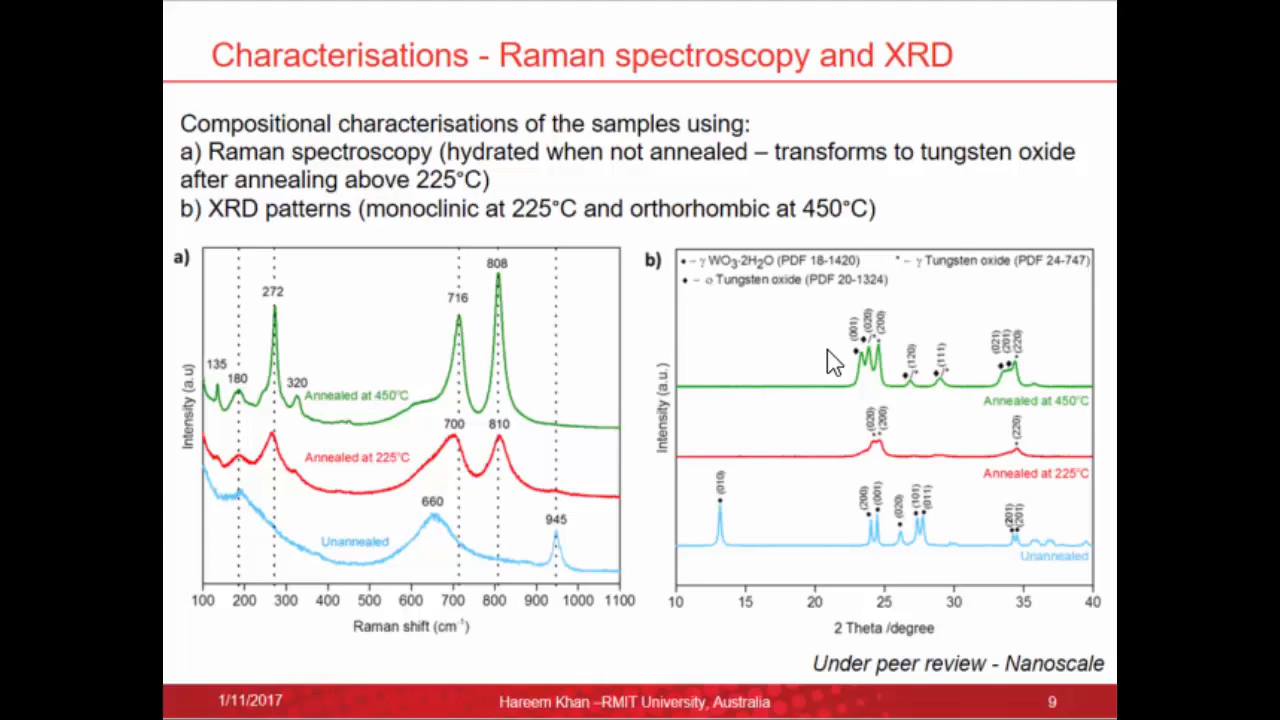 Characterisations - Raman spectroscopy and XRD
Compositional characterisations of the samples using:
a) Raman spectroscopy (hydrated when not annealed – transforms to tungsten oxide
after annealing above 225°C)
b) XRD patterns (monoclinic at 225°C and orthorhombic at 450°C)
a)
808
272
716
135
180
320
Annealed at 450°C
700
810
Annealed at 225°C
660
945
Unannealed
Intensity (a.u)
100 200 300 400 500 600 700 800 900 1000 1100
Raman shift (cm⁻¹)
b)
♦ – γ WO₃·2H₂O (PDF 18-1420) * – γ Tungsten oxide (PDF 24-747)
♦ – o Tungsten oxide (PDF 20-1324)
(001) (020) (200) (120) (111) (021) (201) (220)
Annealed at 450°C
(020) (200) (220)
Annealed at 225°C
(010) (200) (001) (020) (101) (011) (201)
Unannealed
Intensity (a.u.)
10 15 20 25 30 35 40
2 Theta /degree
Under peer review - Nanoscale
1/11/2017
Hareem Khan –RMIT University, Australia
9